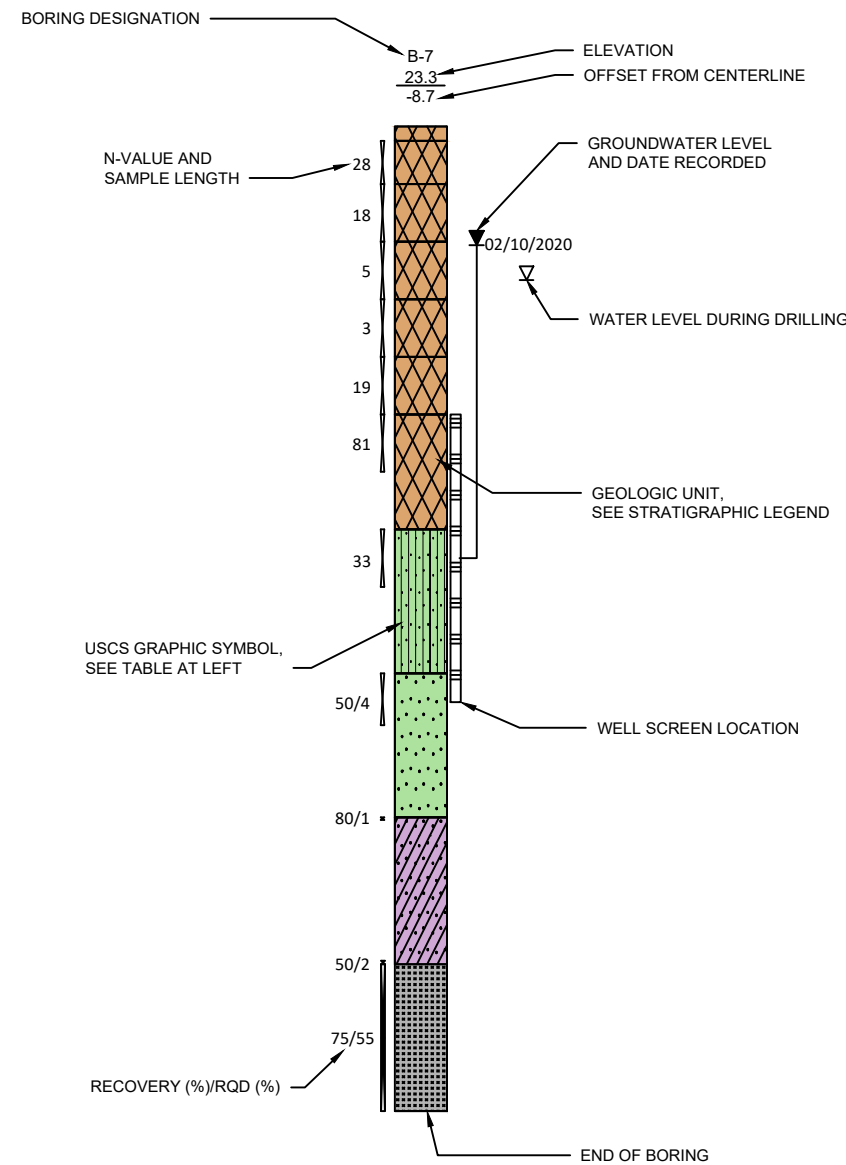 BORING DESIGNATION
B-7
ELEVATION
23.3
OFFSET FROM CENTERLINE
-8.7
GROUNDWATER LEVEL
AND DATE RECORDED
N-VALUE AND
SAMPLE LENGTH
28
18
02/10/2020
5
WATER LEVEL DURING DRILLING
3
19
81
GEOLOGIC UNIT,
SEE STRATIGRAPHIC LEGEND
33
USCS GRAPHIC SYMBOL,
SEE TABLE AT LEFT
50/4
WELL SCREEN LOCATION
80/1
50/2
75/55
RECOVERY (%)/RQD (%)
END OF BORING